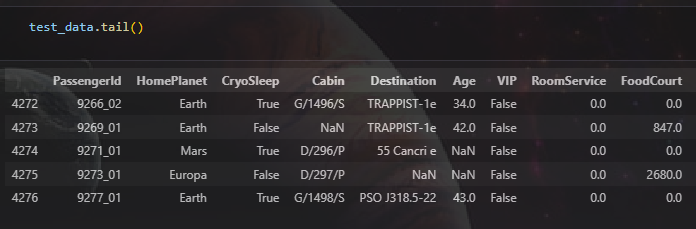 test_data.tail()
PassengerId HomePlanet CryoSleep Cabin Destination Age VIP RoomService FoodCourt
4272 9266_02 Earth True G/1496/S TRAPPIST-1e 34.0 False 0.0 0.0
4273 9269_01 Earth False NaN TRAPPIST-1e 42.0 False 0.0 847.0
4274 9271_01 Mars True D/296/P 55 Cancri e NaN False 0.0 0.0
4275 9273_01 Europa False D/297/P NaN NaN False 0.0 2680.0
4276 9277_01 Earth True G/1498/S PSO J318.5-22 43.0 False 0.0 0.0